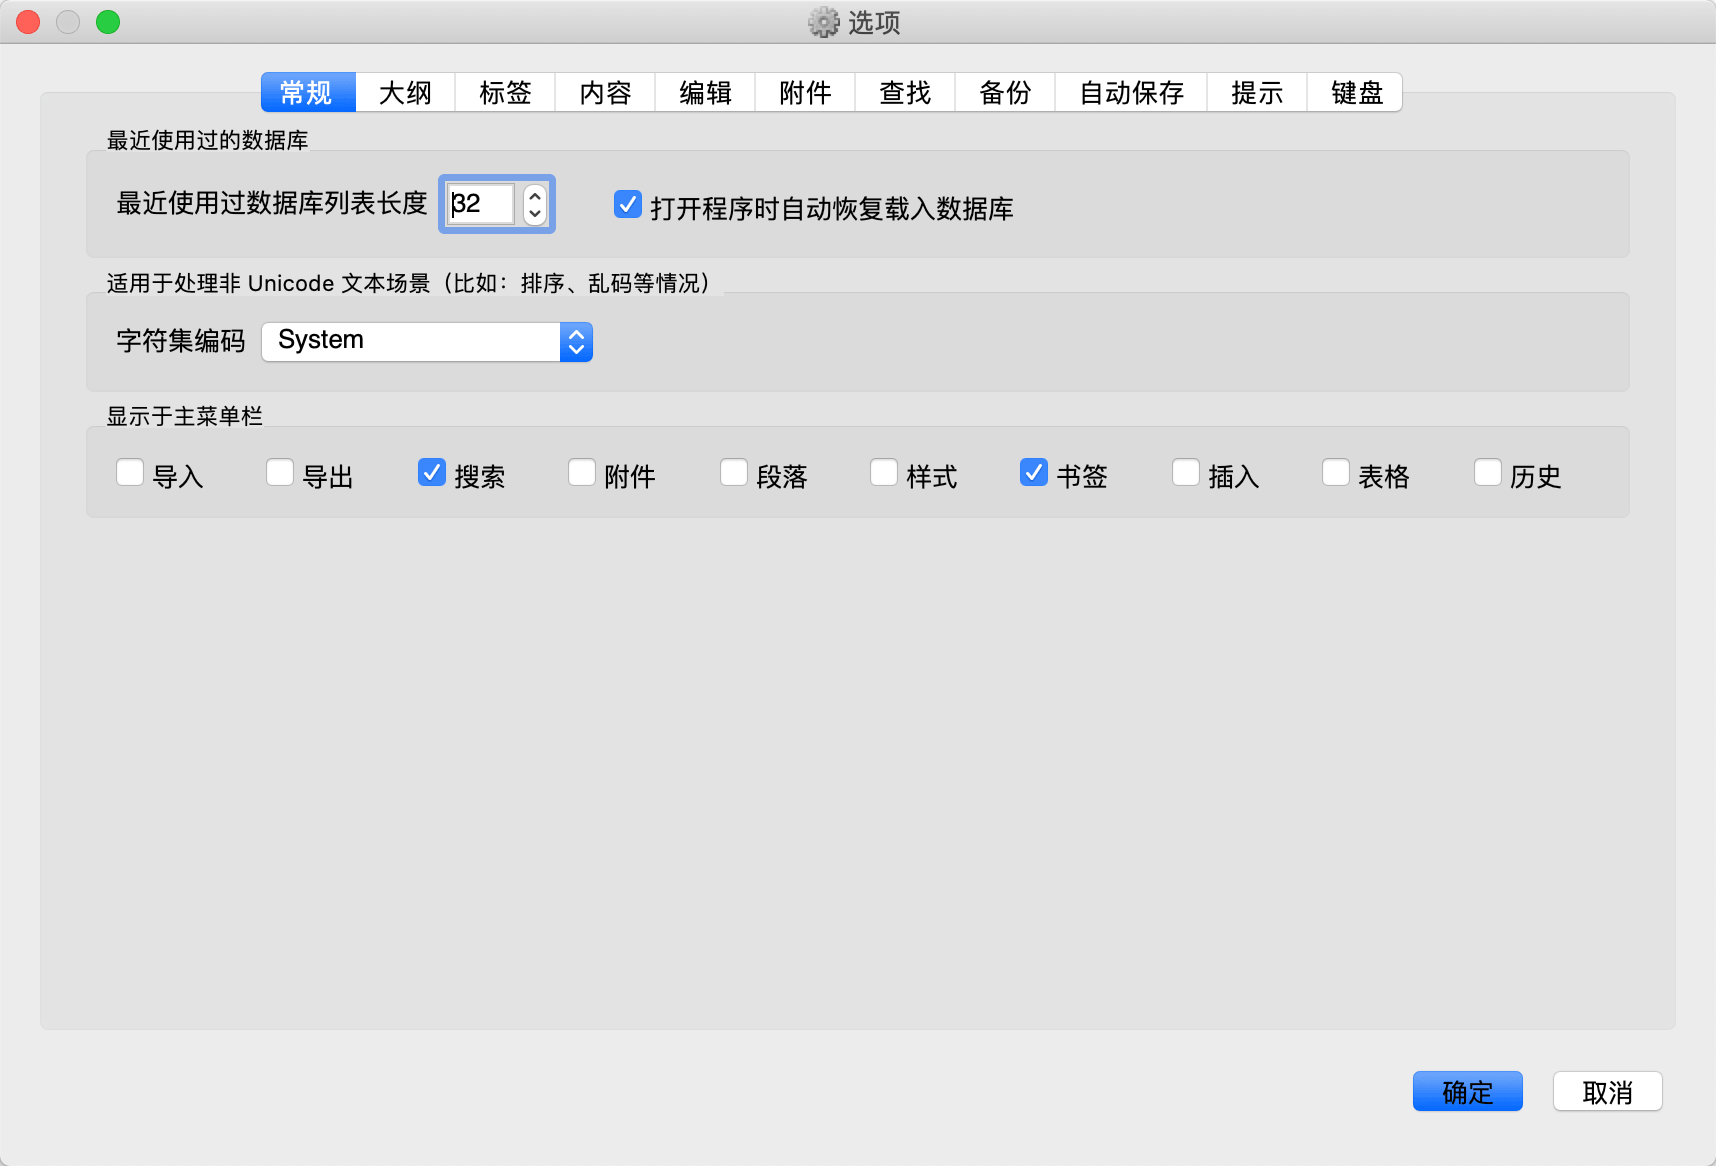 选项
常规 大纲 标签 内容 编辑 附件 查找 备份 自动保存 提示 键盘
最近使用过的数据库
最近使用过数据库列表长度 32 打开程序时自动恢复载入数据库
适用于处理非 Unicode 文本场景（比如：排序、乱码等情况）
字符集编码 System
显示于主菜单栏
导入 导出 搜索 附件 段落 样式 书签 插入 表格 历史
确定 取消